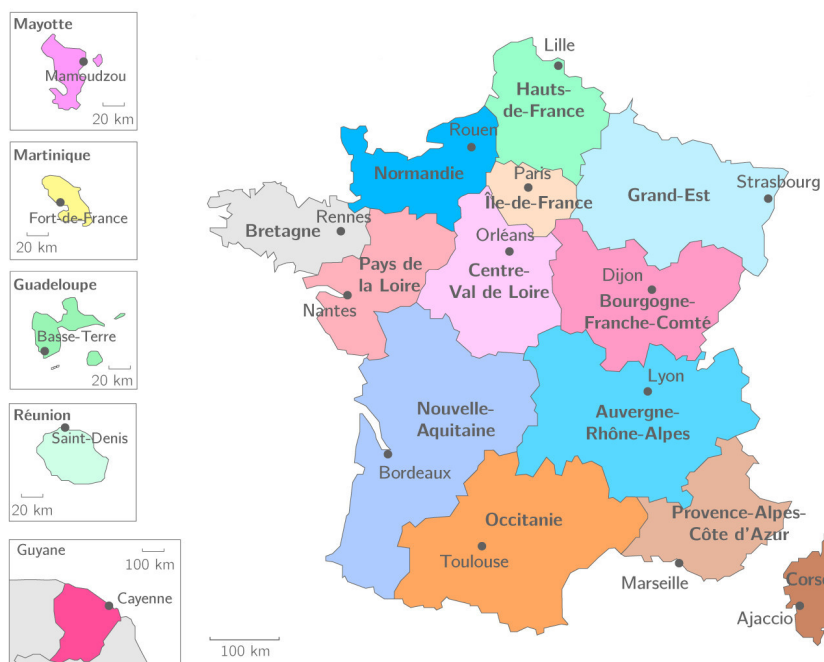 Mayotte
Mamoudzou
20 km
Martinique
Fort-de-France
20 km
Guadeloupe
Basse-Terre
20 km
Réunion
Saint-Denis
20 km
Guyane
100 km
Cayenne
Lille
Hauts-
de-France
Rouen
Normandie
Paris
Île-de-France
Grand-Est
Strasbourg
Rennes
Bretagne
Pays de
la Loire
Nantes
Orléans
Centre-
Val de Loire
Dijon
Bourgogne-
Franche-Comté
Lyon
Auvergne-
Rhône-Alpes
Nouvelle-
Aquitaine
Bordeaux
Occitanie
Toulouse
Provence-Alpes-
Côte d'Azur
Marseille
Cors
Ajaccio
100 km